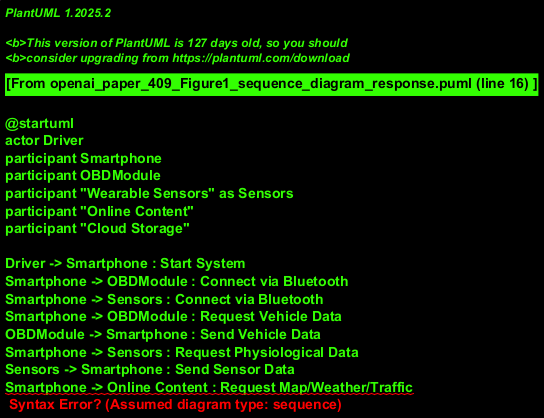 PlantUML 1.2025.2
<b>This version of PlantUML is 127 days old, so you should
<b>consider upgrading from https://plantuml.com/download
[From openai_paper_409_Figure1_sequence_diagram_response.puml (line 16) ]
@startuml
actor Driver
participant Smartphone
participant OBDModule
participant "Wearable Sensors" as Sensors
participant "Online Content"
participant "Cloud Storage"
Driver -> Smartphone : Start System
Smartphone -> OBDModule : Connect via Bluetooth
Smartphone -> Sensors : Connect via Bluetooth
Smartphone -> OBDModule : Request Vehicle Data
OBDModule -> Smartphone : Send Vehicle Data
Smartphone -> Sensors : Request Physiological Data
Sensors -> Smartphone : Send Sensor Data
Smartphone -> Online Content : Request Map/Weather/Traffic
Syntax Error? (Assumed diagram type: sequence)